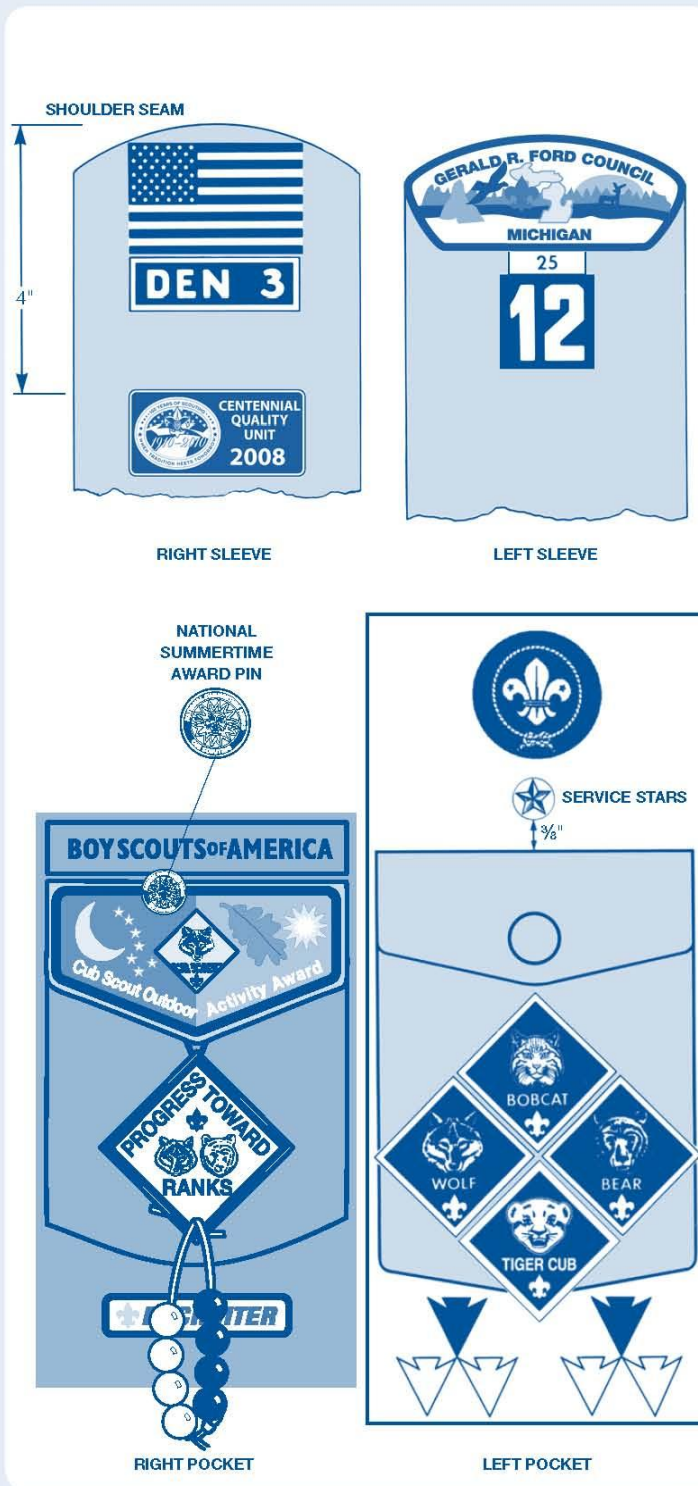 SHOULDER SEAM
4"
DEN 3
CENTENNIAL
QUALITY
UNIT
2008
1910-2010
RIGHT SLEEVE
GERALD R. FORD COUNCIL
MICHIGAN
25
12
LEFT SLEEVE
NATIONAL
SUMMERTIME
AWARD PIN
BOY SCOUTS OF AMERICA
Cub Scout Outdoor Activity Award
PROGRESS TOWARD
RANKS
RIGHT POCKET
SERVICE STARS
⅜"
BOBCAT
WOLF
BEAR
TIGER CUB
LEFT POCKET